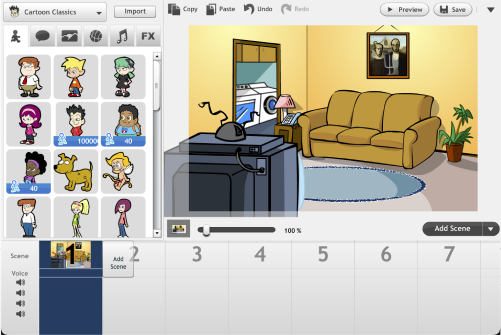 Cartoon Classics
Import
Copy
Paste
Undo
Redo
Preview
Save
FX
10000
40
40
100 %
Add Scene
Scene
1
Add
Scene
2
3
4
5
6
7
Voice